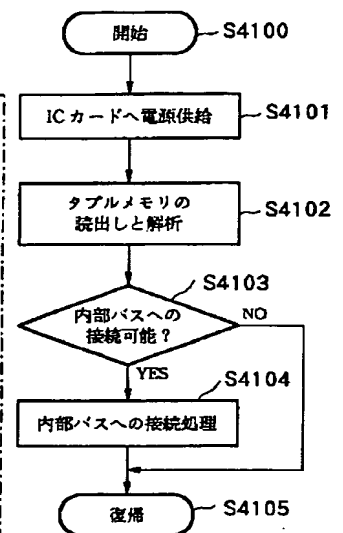 開始
S4100
ICカードへ電源供給
S4101
タプルメモリの
読出しと解析
S4102
S4103
内部バスへの
接続可能？
NO
YES
S4104
内部バスへの接続処理
復帰
S4105